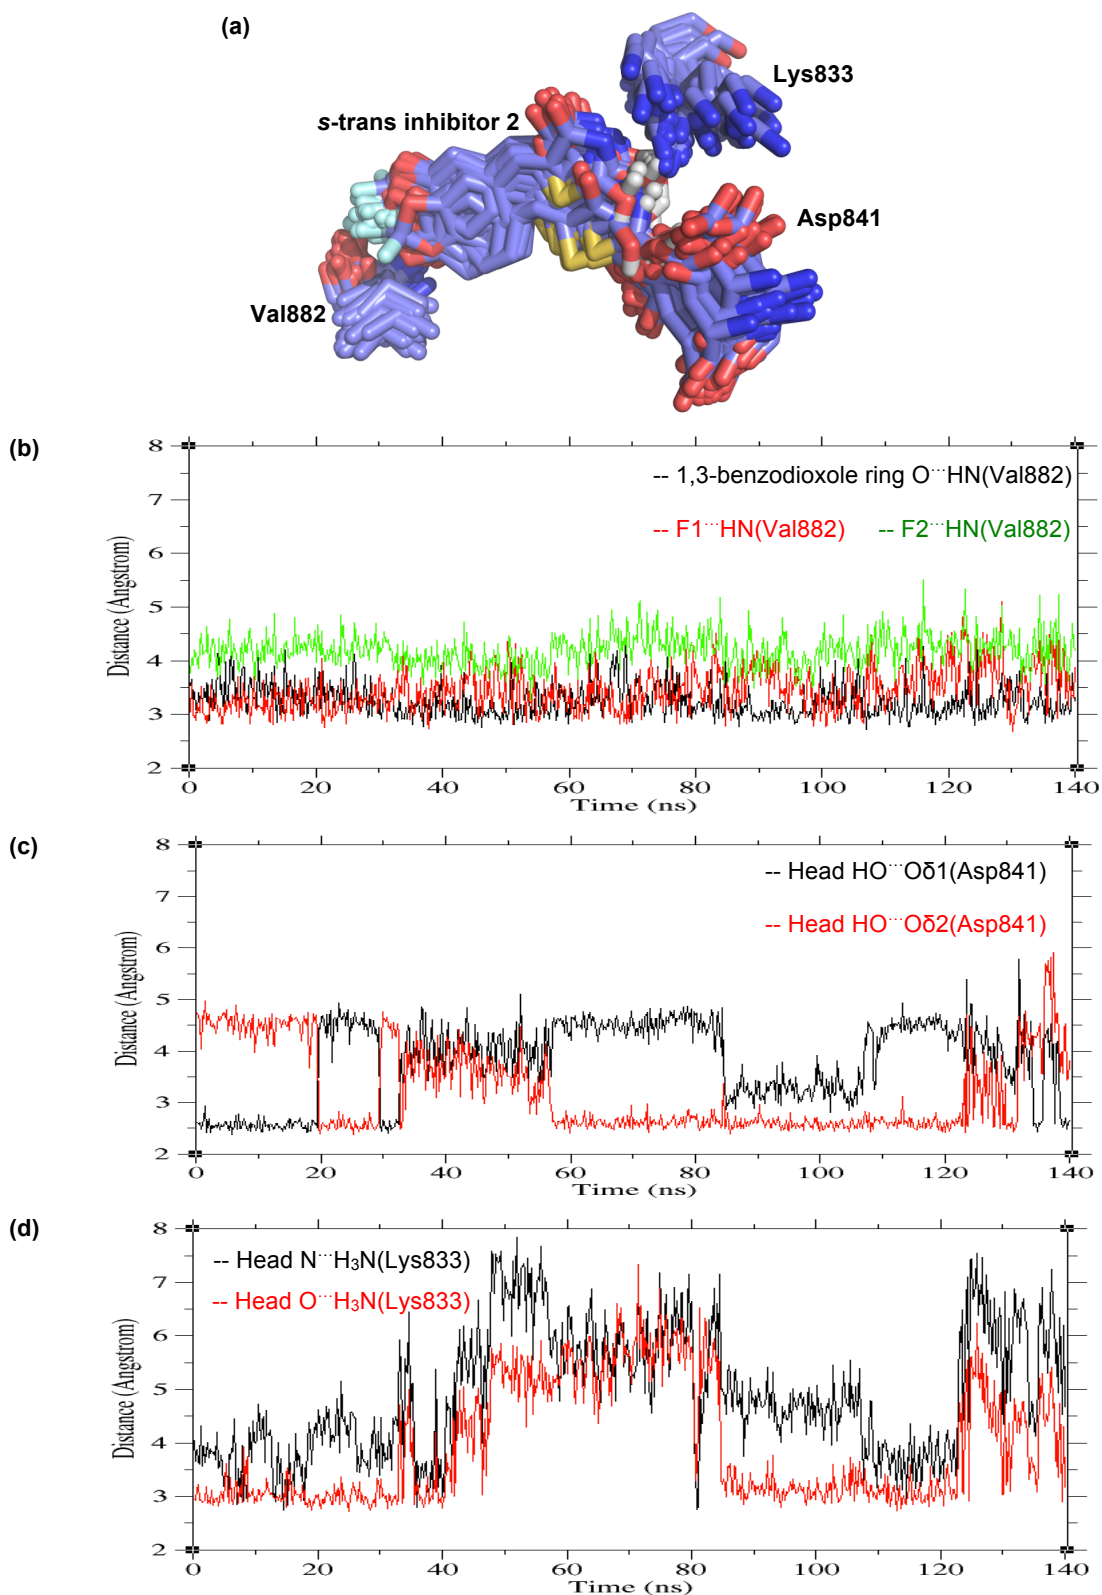 (a)
Lys833
s-trans inhibitor 2
Asp841
Val882
(b)
8
-- 1,3-benzodioxole ring O···HN(Val882)
7
-- F1···HN(Val882) -- F2···HN(Val882)
6
Distance (Angstrom)
5
4
3
2
0 20 40 60 80 100 120 140
Time (ns)
(c)
8
-- Head HO···Oδ1(Asp841)
7
-- Head HO···Oδ2(Asp841)
6
Distance (Angstrom)
5
4
3
2
0 20 40 60 80 100 120 140
Time (ns)
(d)
8
-- Head N···H₃N(Lys833)
7
-- Head O···H₃N(Lys833)
6
Distance (Angstrom)
5
4
3
2
0 20 40 60 80 100 120 140
Time (ns)